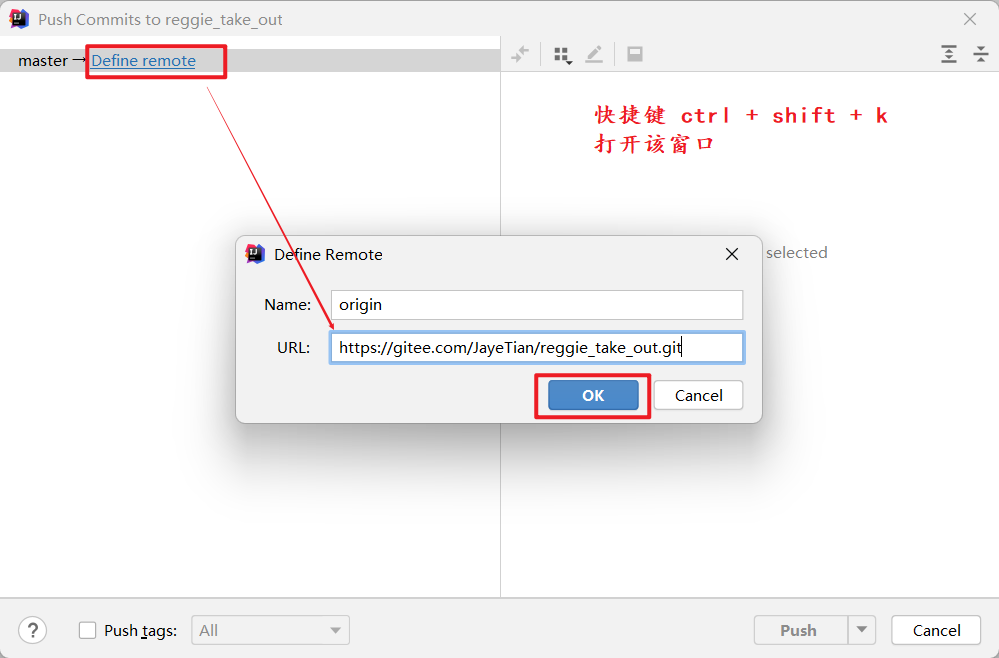 Push Commits to reggie_take_out
master → Define remote
快捷键 ctrl + shift + k
打开该窗口
selected
Define Remote
Name: origin
URL: https://gitee.com/JayeTian/reggie_take_out.git
OK Cancel
? Push tags: All Push Cancel